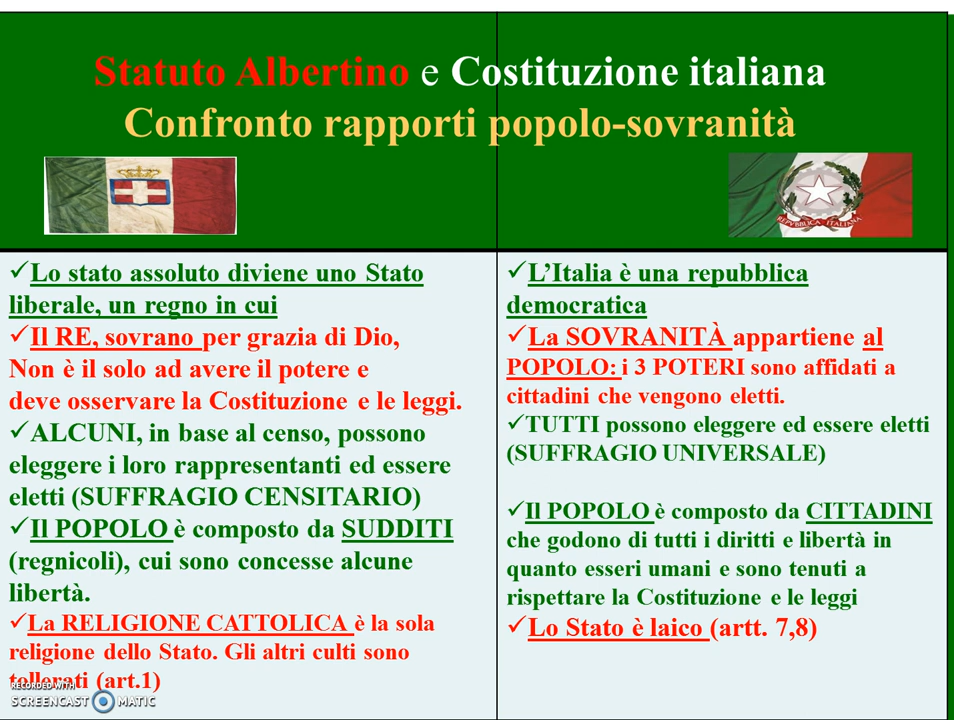 Statuto Albertino e Costituzione italiana
Confronto rapporti popolo-sovranità
REPVBBLICA ITALIANA
✓Lo stato assoluto diviene uno Stato
liberale, un regno in cui
✓Il RE, sovrano per grazia di Dio,
Non è il solo ad avere il potere e
deve osservare la Costituzione e le leggi.
✓ALCUNI, in base al censo, possono
eleggere i loro rappresentanti ed essere
eletti (SUFFRAGIO CENSITARIO)
✓Il POPOLO è composto da SUDDITI
(regnicoli), cui sono concesse alcune
libertà.
✓La RELIGIONE CATTOLICA è la sola
religione dello Stato. Gli altri culti sono
tollerati (art.1)
✓L’Italia è una repubblica
democratica
✓La SOVRANITÀ appartiene al
POPOLO: i 3 POTERI sono affidati a
cittadini che vengono eletti.
✓TUTTI possono eleggere ed essere eletti
(SUFFRAGIO UNIVERSALE)
✓Il POPOLO è composto da CITTADINI
che godono di tutti i diritti e libertà in
quanto esseri umani e sono tenuti a
rispettare la Costituzione e le leggi
✓Lo Stato è laico (artt. 7,8)
RECORDED WITH
SCREENCAST MATIC